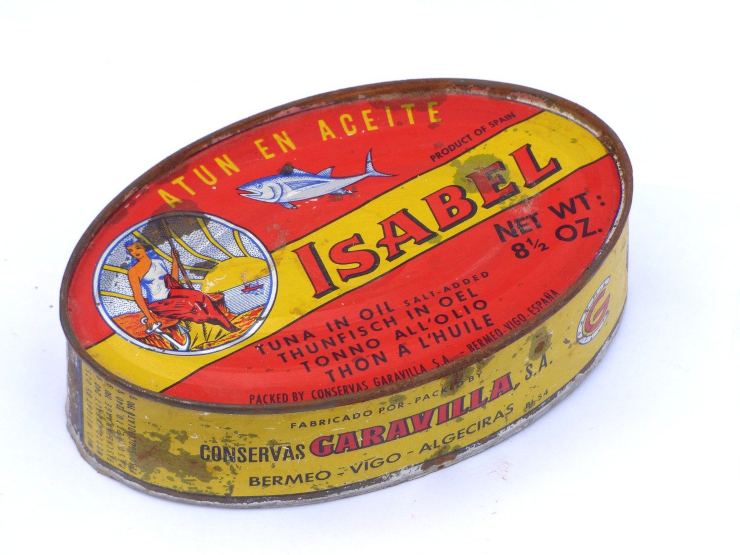 ATUN EN ACEITE
PRODUCT OF SPAIN
ISABEL
NET WT:
8½ OZ.
TUNA IN OIL SALT-ADDED
THUNFISCH IN OEL
TONNO ALL'OLIO
THON A L'HUILE
PACKED BY CONSERVAS GARAVILLA, S.A. - BERMEO-VIGO-ESPAÑA
FABRICADO POR - PACKED BY
CONSERVAS GARAVILLA, S.A.
BERMEO - VIGO - ALGECIRAS